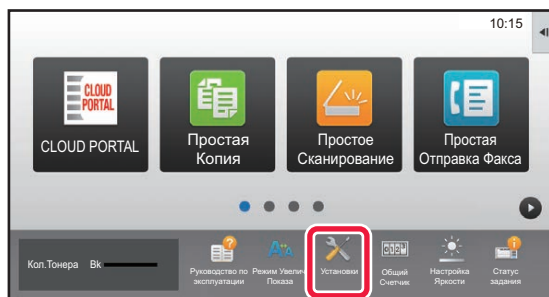 10:15
CLOUD
PORTAL
CLOUD PORTAL
Простая
Копия
Простое
Сканирование
Простая
Отправка Факса
Кол.Тонера Bk
Руководство по
эксплуатации
Режим Увелич
Показа
Установки
Общий
Счетчик
Настройка
Яркости
Статус
задания